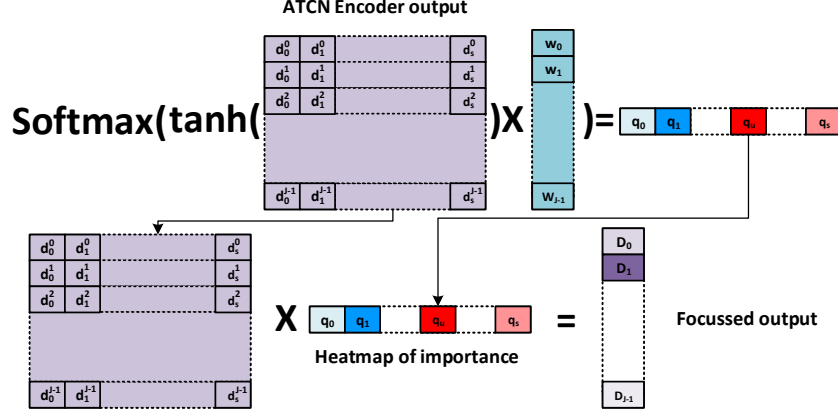 ATCN Encoder output
d₀⁰ d₁⁰ dₛ⁰ w₀
d₀¹ d₁¹ dₛ¹ w₁
d₀² d₁² dₛ²
Softmax(tanh( )X )= q₀ q₁ qᵤ qₛ
d₀ᴶ⁻¹ d₁ᴶ⁻¹ dₛᴶ⁻¹ W_J-1
d₀⁰ d₁⁰ dₛ⁰ D₀
d₀¹ d₁¹ dₛ¹ D₁
d₀² d₁² dₛ²
X q₀ q₁ qᵤ qₛ = Focussed output
Heatmap of importance
d₀ᴶ⁻¹ d₁ᴶ⁻¹ dₛᴶ⁻¹ D_J-1